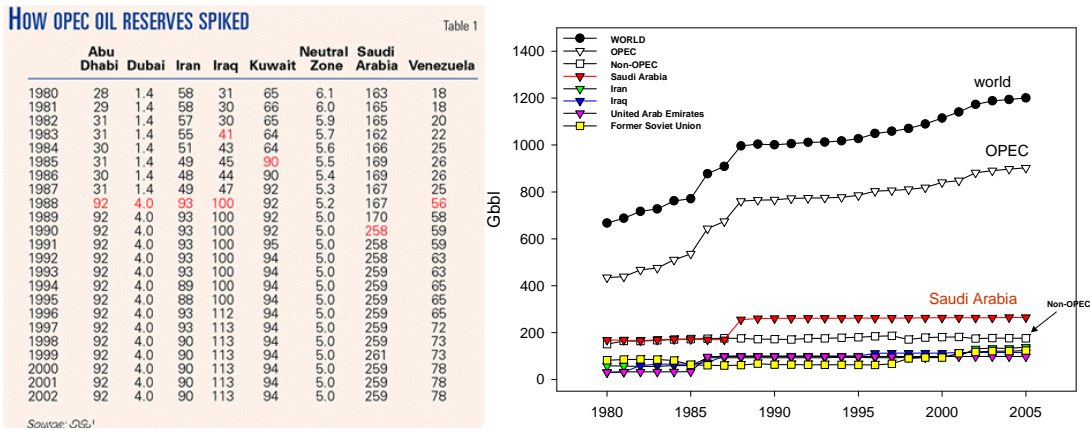 HOW OPEC OIL RESERVES SPIKED
Table 1
Abu Neutral Saudi
Dhabi Dubai Iran Iraq Kuwait Zone Arabia Venezuela
1980 28 1.4 58 31 65 6.1 163 18
1981 29 1.4 58 30 66 6.0 165 18
1982 31 1.4 57 30 65 5.9 165 20
1983 31 1.4 55 41 64 5.7 162 22
1984 30 1.4 51 43 64 5.6 166 25
1985 31 1.4 49 45 90 5.5 169 26
1986 30 1.4 48 44 90 5.4 169 26
1987 31 1.4 49 47 92 5.3 167 25
1988 92 4.0 93 100 92 5.2 167 56
1989 92 4.0 93 100 92 5.0 170 58
1990 92 4.0 93 100 92 5.0 258 59
1991 92 4.0 93 100 95 5.0 258 59
1992 92 4.0 93 100 94 5.0 258 63
1993 92 4.0 93 100 94 5.0 259 63
1994 92 4.0 89 100 94 5.0 259 65
1995 92 4.0 88 100 94 5.0 259 65
1996 92 4.0 93 112 94 5.0 259 65
1997 92 4.0 93 113 94 5.0 259 72
1998 92 4.0 90 113 94 5.0 259 73
1999 92 4.0 90 113 94 5.0 261 73
2000 92 4.0 90 113 94 5.0 259 78
2001 92 4.0 90 113 94 5.0 259 78
2002 92 4.0 90 113 94 5.0 259 78
Source:
WORLD
OPEC
Non-OPEC
Saudi Arabia
Iran
Iraq
United Arab Emirates
Former Soviet Union
world
OPEC
Saudi Arabia
Non-OPEC
Gbbl
1400
1200
1000
800
600
400
200
0
1980 1985 1990 1995 2000 2005